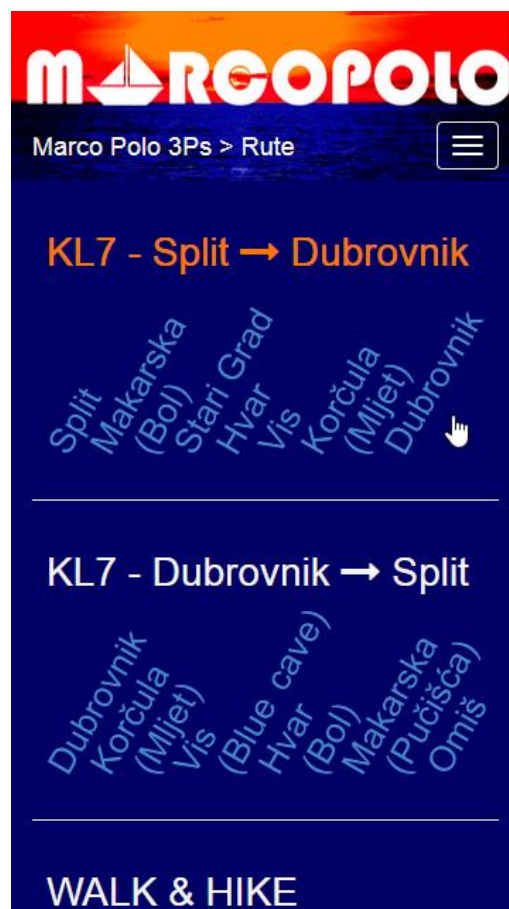 MARCOPOLO
Marco Polo 3Ps > Rute
KL7 - Split → Dubrovnik
Split
Makarska
(Bol)
Stari Grad
Hvar
Vis
Korčula
(Mljet)
Dubrovnik
KL7 - Dubrovnik → Split
Dubrovnik
Korčula
(Mljet)
Vis
(Blue cave)
Hvar
(Bol)
Makarska
(Pučišća)
Omiš
WALK & HIKE